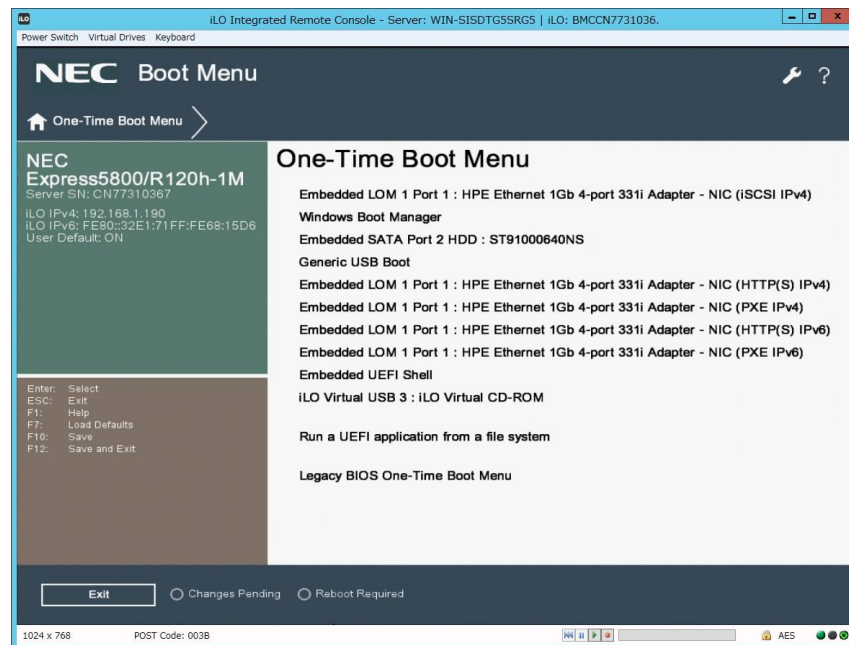 iLO
iLO Integrated Remote Console - Server: WIN-SISDTG5SRG5 | iLO: BMCCN7731036.
Power Switch Virtual Drives Keyboard
NEC Boot Menu
?
One-Time Boot Menu
NEC
Express5800/R120h-1M
Server SN: CN77310367
iLO IPv4: 192.168.1.190
iLO IPv6: FE80::32E1:71FF:FE68:15D6
User Default: ON
Enter: Select
ESC: Exit
F1: Help
F7: Load Defaults
F10: Save
F12: Save and Exit
One-Time Boot Menu
Embedded LOM 1 Port 1 : HPE Ethernet 1Gb 4-port 331i Adapter - NIC (iSCSI IPv4)
Windows Boot Manager
Embedded SATA Port 2 HDD : ST91000640NS
Generic USB Boot
Embedded LOM 1 Port 1 : HPE Ethernet 1Gb 4-port 331i Adapter - NIC (HTTP(S) IPv4)
Embedded LOM 1 Port 1 : HPE Ethernet 1Gb 4-port 331i Adapter - NIC (PXE IPv4)
Embedded LOM 1 Port 1 : HPE Ethernet 1Gb 4-port 331i Adapter - NIC (HTTP(S) IPv6)
Embedded LOM 1 Port 1 : HPE Ethernet 1Gb 4-port 331i Adapter - NIC (PXE IPv6)
Embedded UEFI Shell
iLO Virtual USB 3 : iLO Virtual CD-ROM
Run a UEFI application from a file system
Legacy BIOS One-Time Boot Menu
Exit Changes Pending Reboot Required
1024 x 768 POST Code: 003B AES